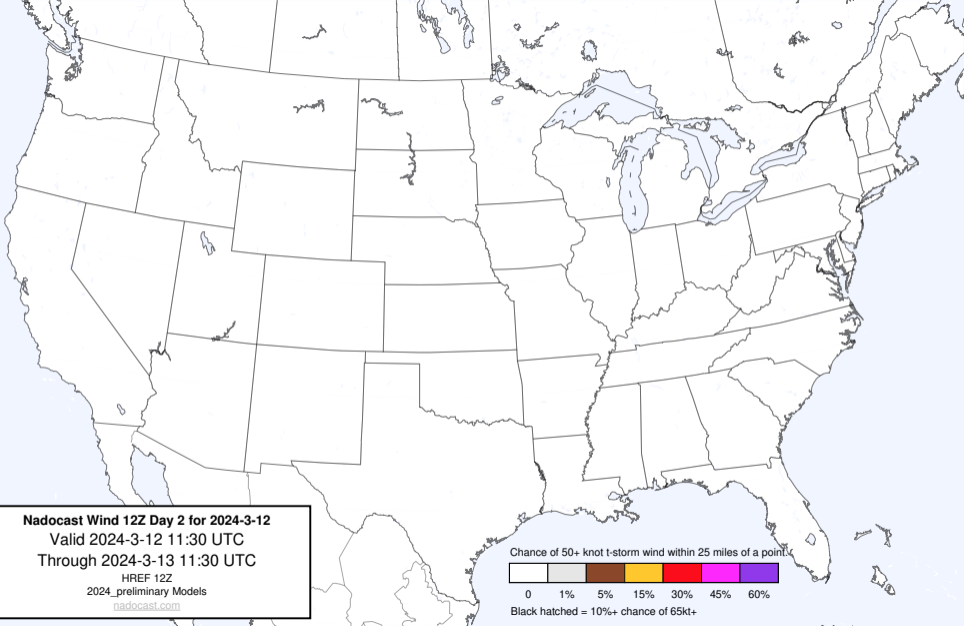 Nadocast Wind 12Z Day 2 for 2024-3-12
Valid 2024-3-12 11:30 UTC
Through 2024-3-13 11:30 UTC
HREF 12Z
2024_preliminary Models
nadocast.com
Chance of 50+ knot t-storm wind within 25 miles of a point.
0 1% 5% 15% 30% 45% 60%
Black hatched = 10%+ chance of 65kt+